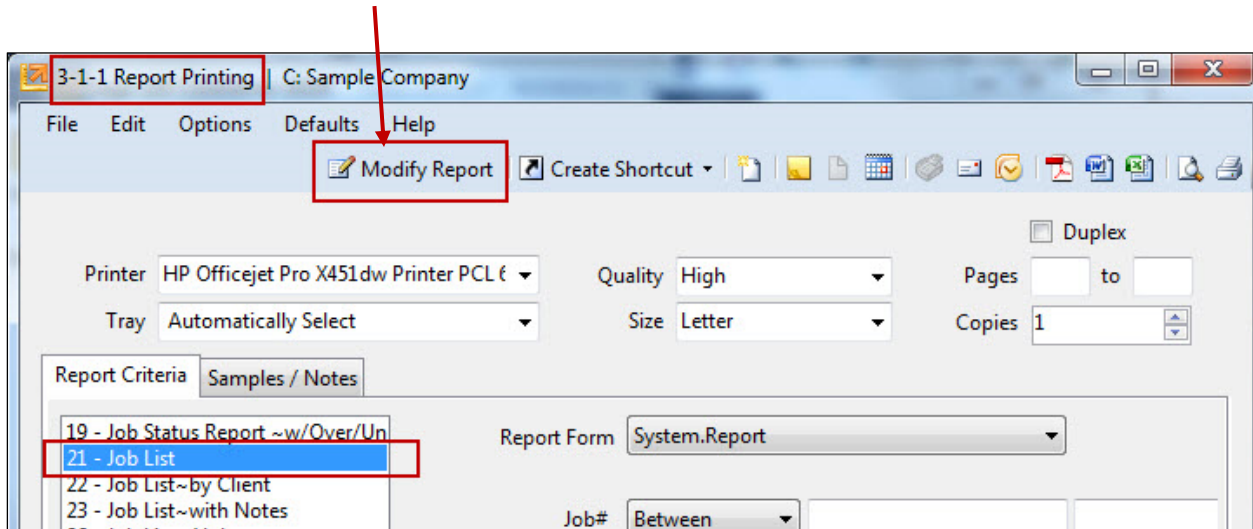 3-1-1 Report Printing | C: Sample Company
File Edit Options Defaults Help
Modify Report Create Shortcut
Duplex
Printer HP Officejet Pro X451dw Printer PCL 6 Quality High Pages to
Tray Automatically Select Size Letter Copies 1
Report Criteria Samples / Notes
19 - Job Status Report ~w/Over/Un Report Form System.Report
21 - Job List
22 - Job List~by Client
23 - Job List~with Notes
Job# Between